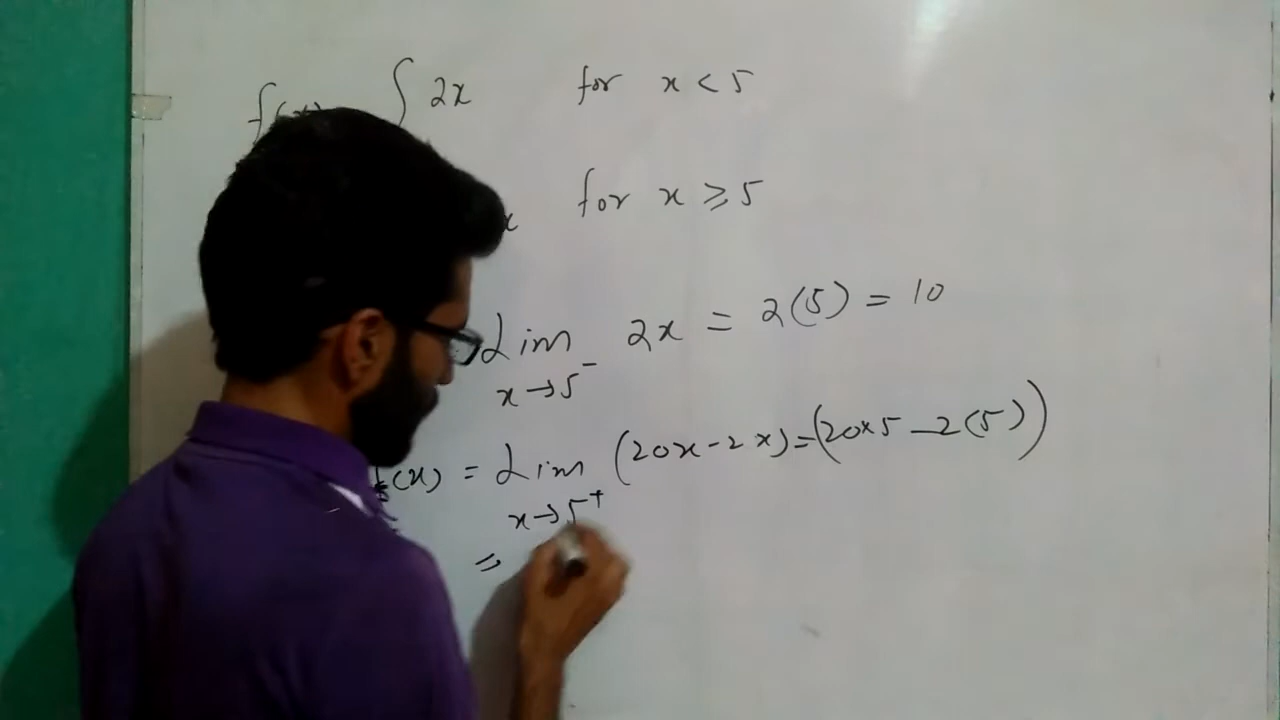 f(x) { 2x for x < 5
x for x ≥ 5
Lim x→5⁻ 2x = 2(5) = 10
f(x) = Lim x→5⁺ (20x-2x)=(20×5-2(5))
=